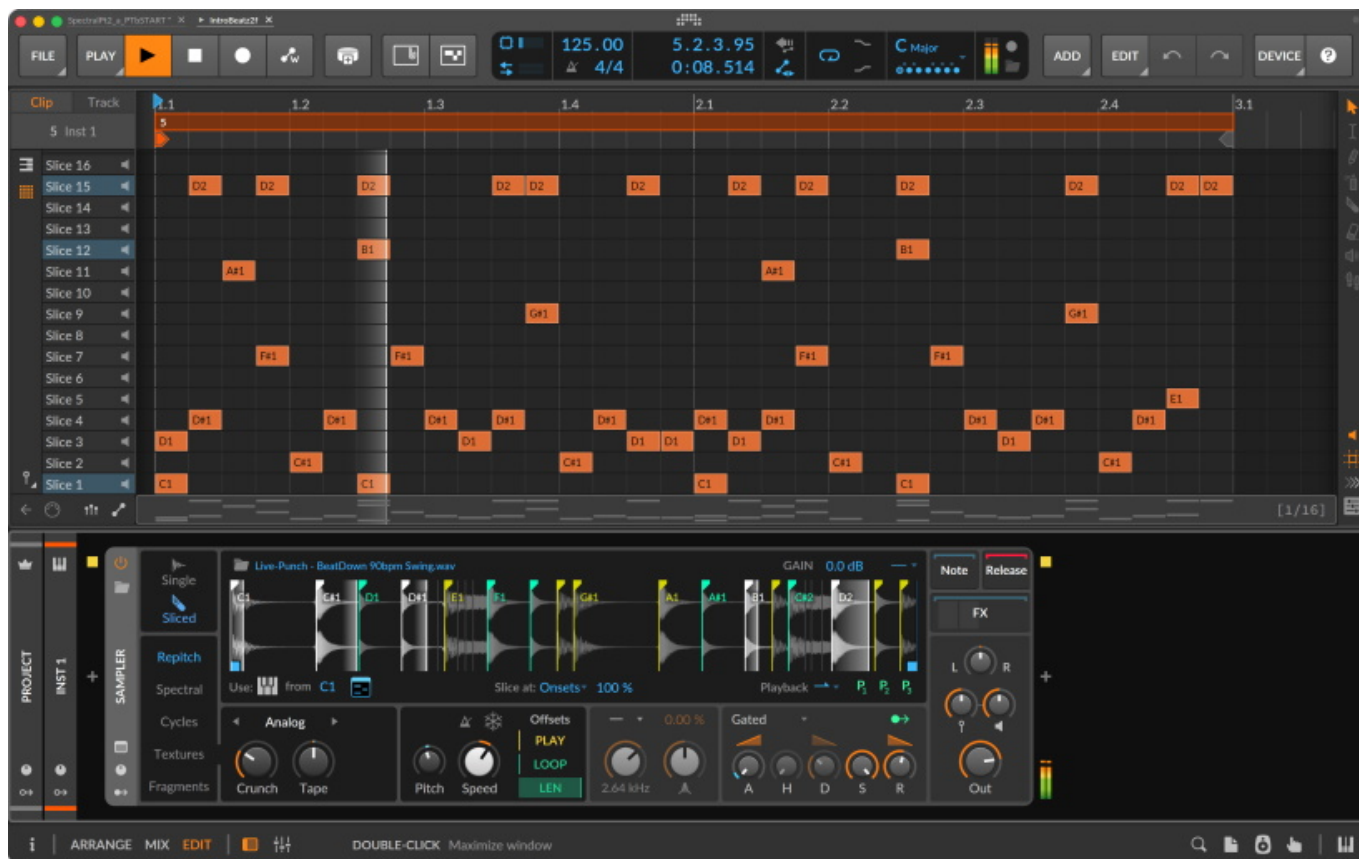 SpectralPt2_a_PTbSTART* × ▸ IntroBeatz2f ×
FILE PLAY W 125.00 4/4 5.2.3.95 0:08.514 C Major ADD EDIT DEVICE ?
Clip Track 1.1 1.2 1.3 1.4 2.1 2.2 2.3 2.4 3.1
5 Inst 1 5
Slice 16
Slice 15 D2 D2 D2 D2 D2 D2 D2 D2 D2 D2 D2 D2
Slice 14
Slice 13
Slice 12 B1 B1
Slice 11 A#1 A#1
Slice 10
Slice 9 G#1 G#1
Slice 8
Slice 7 F#1 F#1 F#1 F#1
Slice 6
Slice 5 E1
Slice 4 D#1 D#1 D#1 D#1 D#1 D#1 D#1 D#1 D#1 D#1
Slice 3 D1 D1 D1 D1 D1 D1
Slice 2 C#1 C#1 C#1 C#1
Slice 1 C1 C1 C1 C1
[1/16]
PROJECT
INST 1
SAMPLER
Single
Sliced
Repitch
Spectral
Cycles
Textures
Fragments
Live-Punch - BeatDown 90bpm Swing.wav GAIN 0.0 dB
C1 C#1 D1 D#1 E1 F1 G#1 A1 A#1 B1 C#2 D2
Use: from C1 Slice at: Onsets 100 % Playback P1 P2 P3
Analog
Crunch Tape
Offsets
PLAY
LOOP
LEN
Pitch Speed
0.00 %
2.64 kHz
Gated
A H D S R
Note Release
FX
L R
Out
i ARRANGE MIX EDIT DOUBLE-CLICK Maximize window